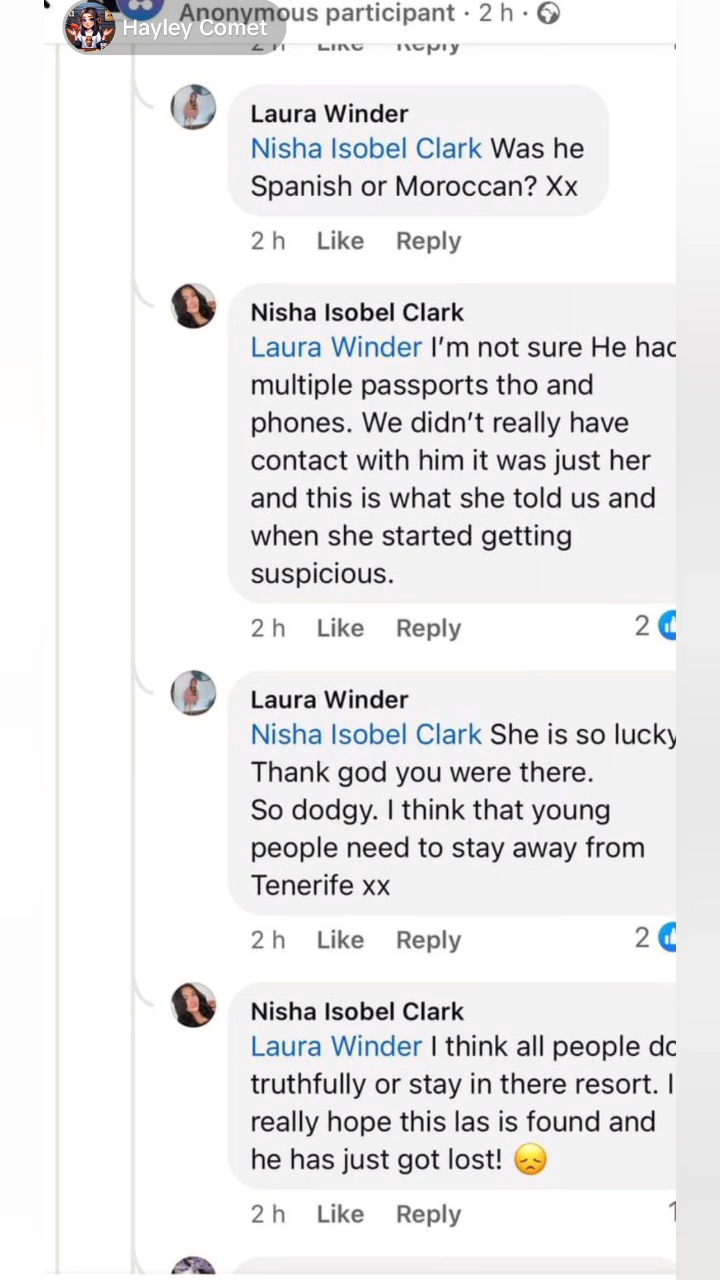 Anonymous participant · 2 h ·
Hayley Comet
2 h Like Reply
Laura Winder
Nisha Isobel Clark Was he
Spanish or Moroccan? Xx
2 h Like Reply
Nisha Isobel Clark
Laura Winder I'm not sure He had
multiple passports tho and
phones. We didn't really have
contact with him it was just her
and this is what she told us and
when she started getting
suspicious.
2 h Like Reply 2
Laura Winder
Nisha Isobel Clark She is so lucky
Thank god you were there.
So dodgy. I think that young
people need to stay away from
Tenerife xx
2 h Like Reply 2
Nisha Isobel Clark
Laura Winder I think all people do
truthfully or stay in there resort. I
really hope this las is found and
he has just got lost! 😞
2 h Like Reply 1